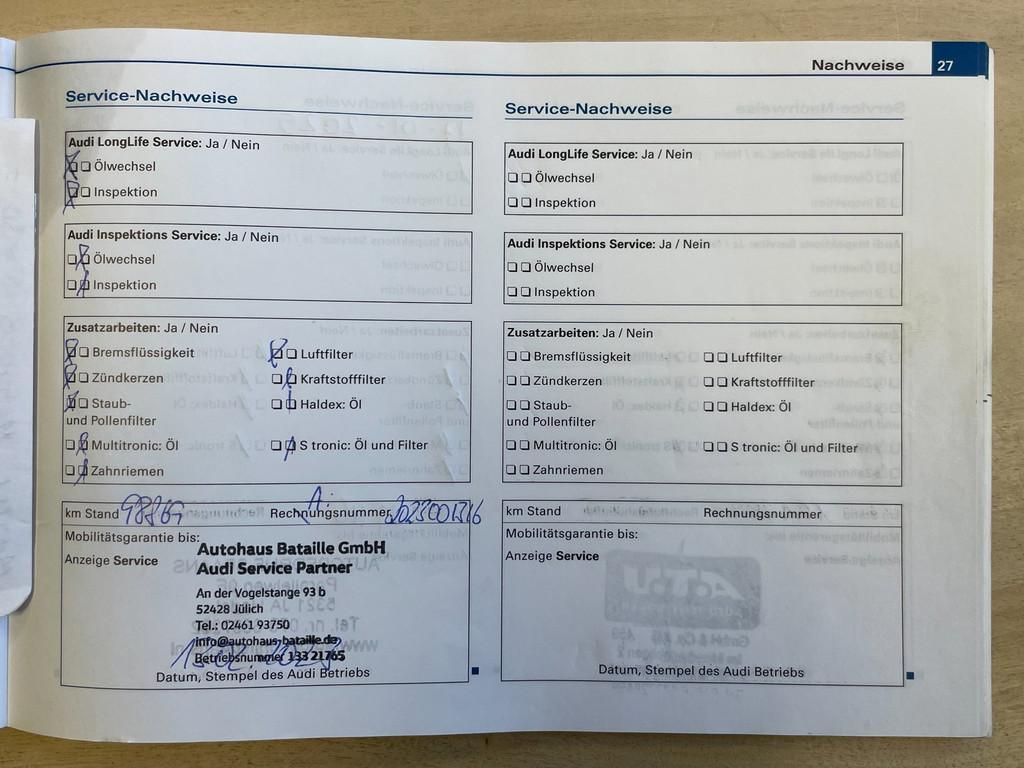 Nachweise 27
Service-Nachweise
Audi LongLife Service: Ja / Nein
Ölwechsel
Inspektion
Audi Inspektions Service: Ja / Nein
Ölwechsel
Inspektion
Zusatzarbeiten: Ja / Nein
Bremsflüssigkeit Luftfilter
Zündkerzen Kraftstofffilter
Staub- Haldex: Öl
und Pollenfilter
Multitronic: Öl S tronic: Öl und Filter
Zahnriemen
km Stand Rechnungsnummer
Mobilitätsgarantie bis:
Anzeige Service
Autohaus Bataille GmbH
Audi Service Partner
An der Vogelstange 93 b
52428 Jülich
Tel.: 02461 93750
info@autohaus-bataille.de
Betriebsnummer 133 21765
Datum, Stempel des Audi Betriebs
Service-Nachweise
Audi LongLife Service: Ja / Nein
Ölwechsel
Inspektion
Audi Inspektions Service: Ja / Nein
Ölwechsel
Inspektion
Zusatzarbeiten: Ja / Nein
Bremsflüssigkeit Luftfilter
Zündkerzen Kraftstofffilter
Staub- Haldex: Öl
und Pollenfilter
Multitronic: Öl S tronic: Öl und Filter
Zahnriemen
km Stand Rechnungsnummer
Mobilitätsgarantie bis:
Anzeige Service
Datum, Stempel des Audi Betriebs